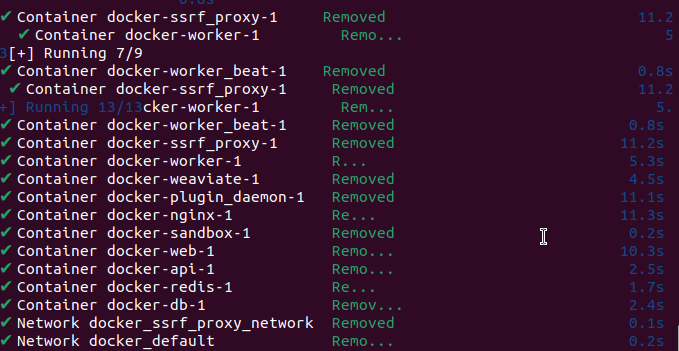 ✔ Container docker-ssrf_proxy-1 Removed 11.2
✔ Container docker-worker-1 Remo... 5
3[+] Running 7/9
✔ Container docker-worker_beat-1 Removed 0.8s
✔ Container docker-ssrf_proxy-1 Removed 11.2
+] Running 13/13cker-worker-1 Rem... 5.
✔ Container docker-worker_beat-1 Removed 0.8s
✔ Container docker-ssrf_proxy-1 Removed 11.2s
✔ Container docker-worker-1 R... 5.3s
✔ Container docker-weaviate-1 Removed 4.5s
✔ Container docker-plugin_daemon-1 Removed 11.1s
✔ Container docker-nginx-1 Re... 11.3s
✔ Container docker-sandbox-1 Removed 0.2s
✔ Container docker-web-1 Remo... 10.3s
✔ Container docker-api-1 Remo... 2.5s
✔ Container docker-redis-1 Re... 1.7s
✔ Container docker-db-1 Remov... 2.4s
✔ Network docker_ssrf_proxy_network Removed 0.1s
✔ Network docker_default Remo... 0.2s